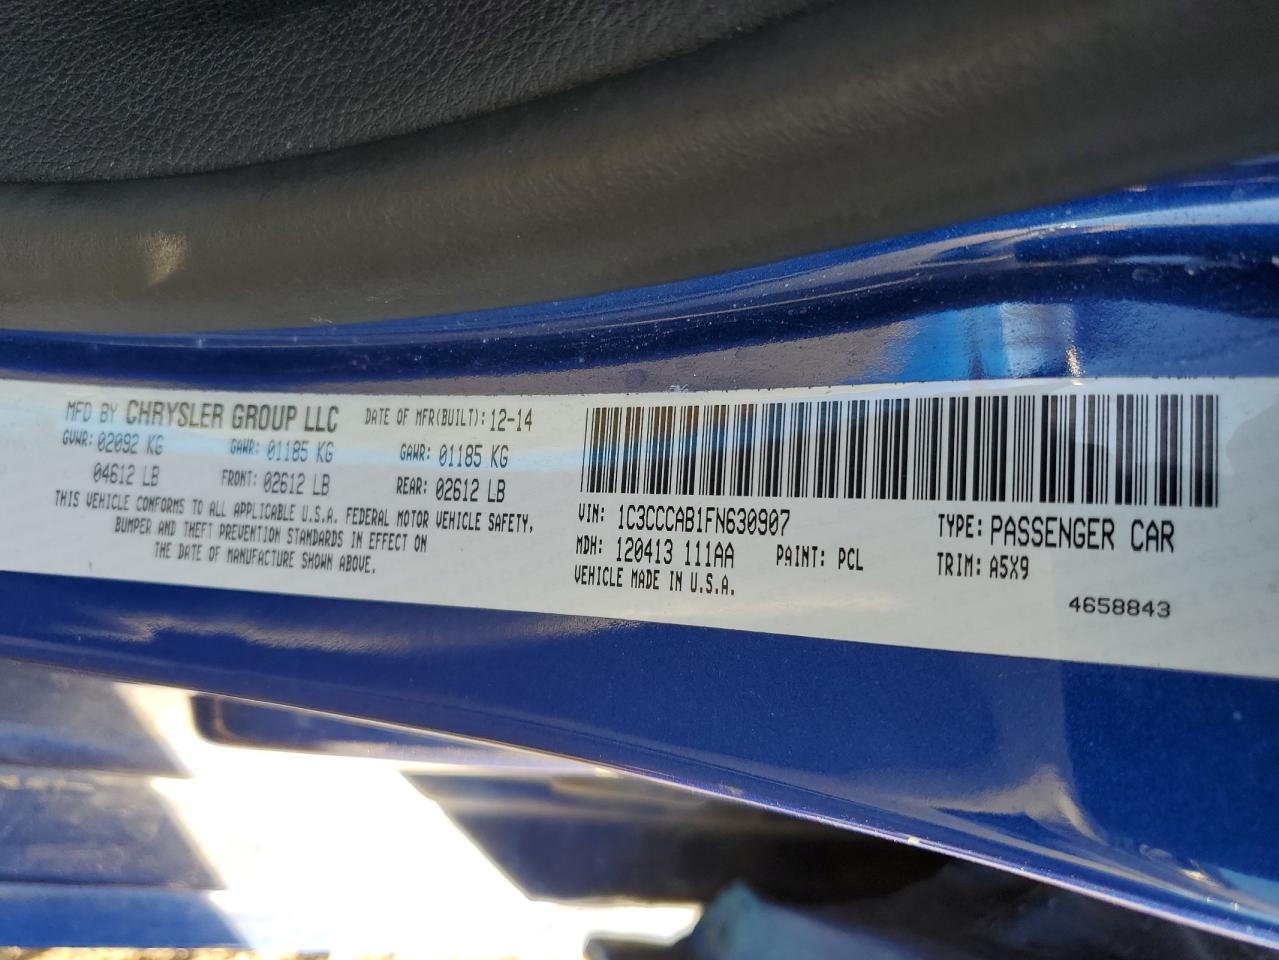 MFD BY CHRYSLER GROUP LLC DATE OF MFR(BUILT): 12-14
GVWR: 02092 KG GAWR: 01185 KG GAWR: 01185 KG
04612 LB FRONT: 02612 LB REAR: 02612 LB
THIS VEHICLE CONFORMS TO ALL APPLICABLE U.S.A. FEDERAL MOTOR VEHICLE SAFETY,
BUMPER AND THEFT PREVENTION STANDARDS IN EFFECT ON
THE DATE OF MANUFACTURE SHOWN ABOVE.
VIN: 1C3CCCAB1FN630907 TYPE: PASSENGER CAR
MDH: 120413 111AA PAINT: PCL TRIM: A5X9
VEHICLE MADE IN U.S.A.
4658843